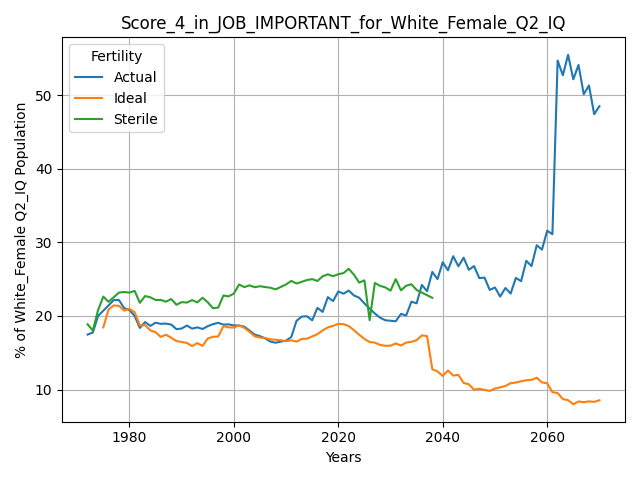 Score_4_in_JOB_IMPORTANT_for_White_Female_Q2_IQ
Fertility
Actual
Ideal
Sterile
% of White_Female Q2_IQ Population
50
40
30
20
10
1980
2000
2020
2040
2060
Years